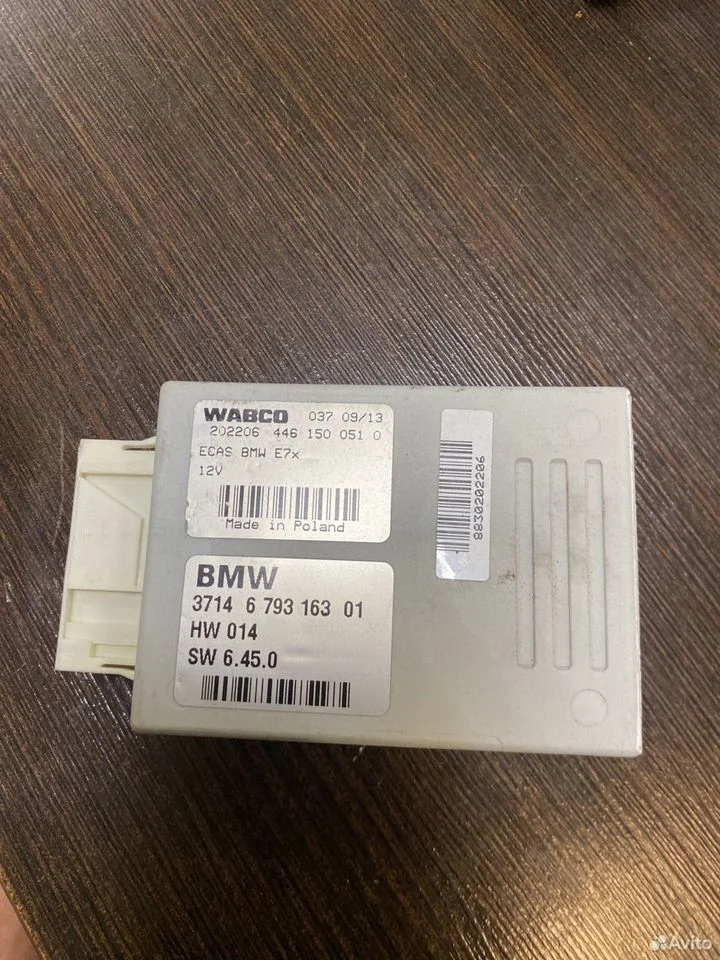 WABCO 037 09/13
202206 446 150 051 0
ECAS BMW E7x
12V
Made in Poland
8830202206
BMW
3714 6 793 163 01
HW 014
SW 6.45.0
Avito